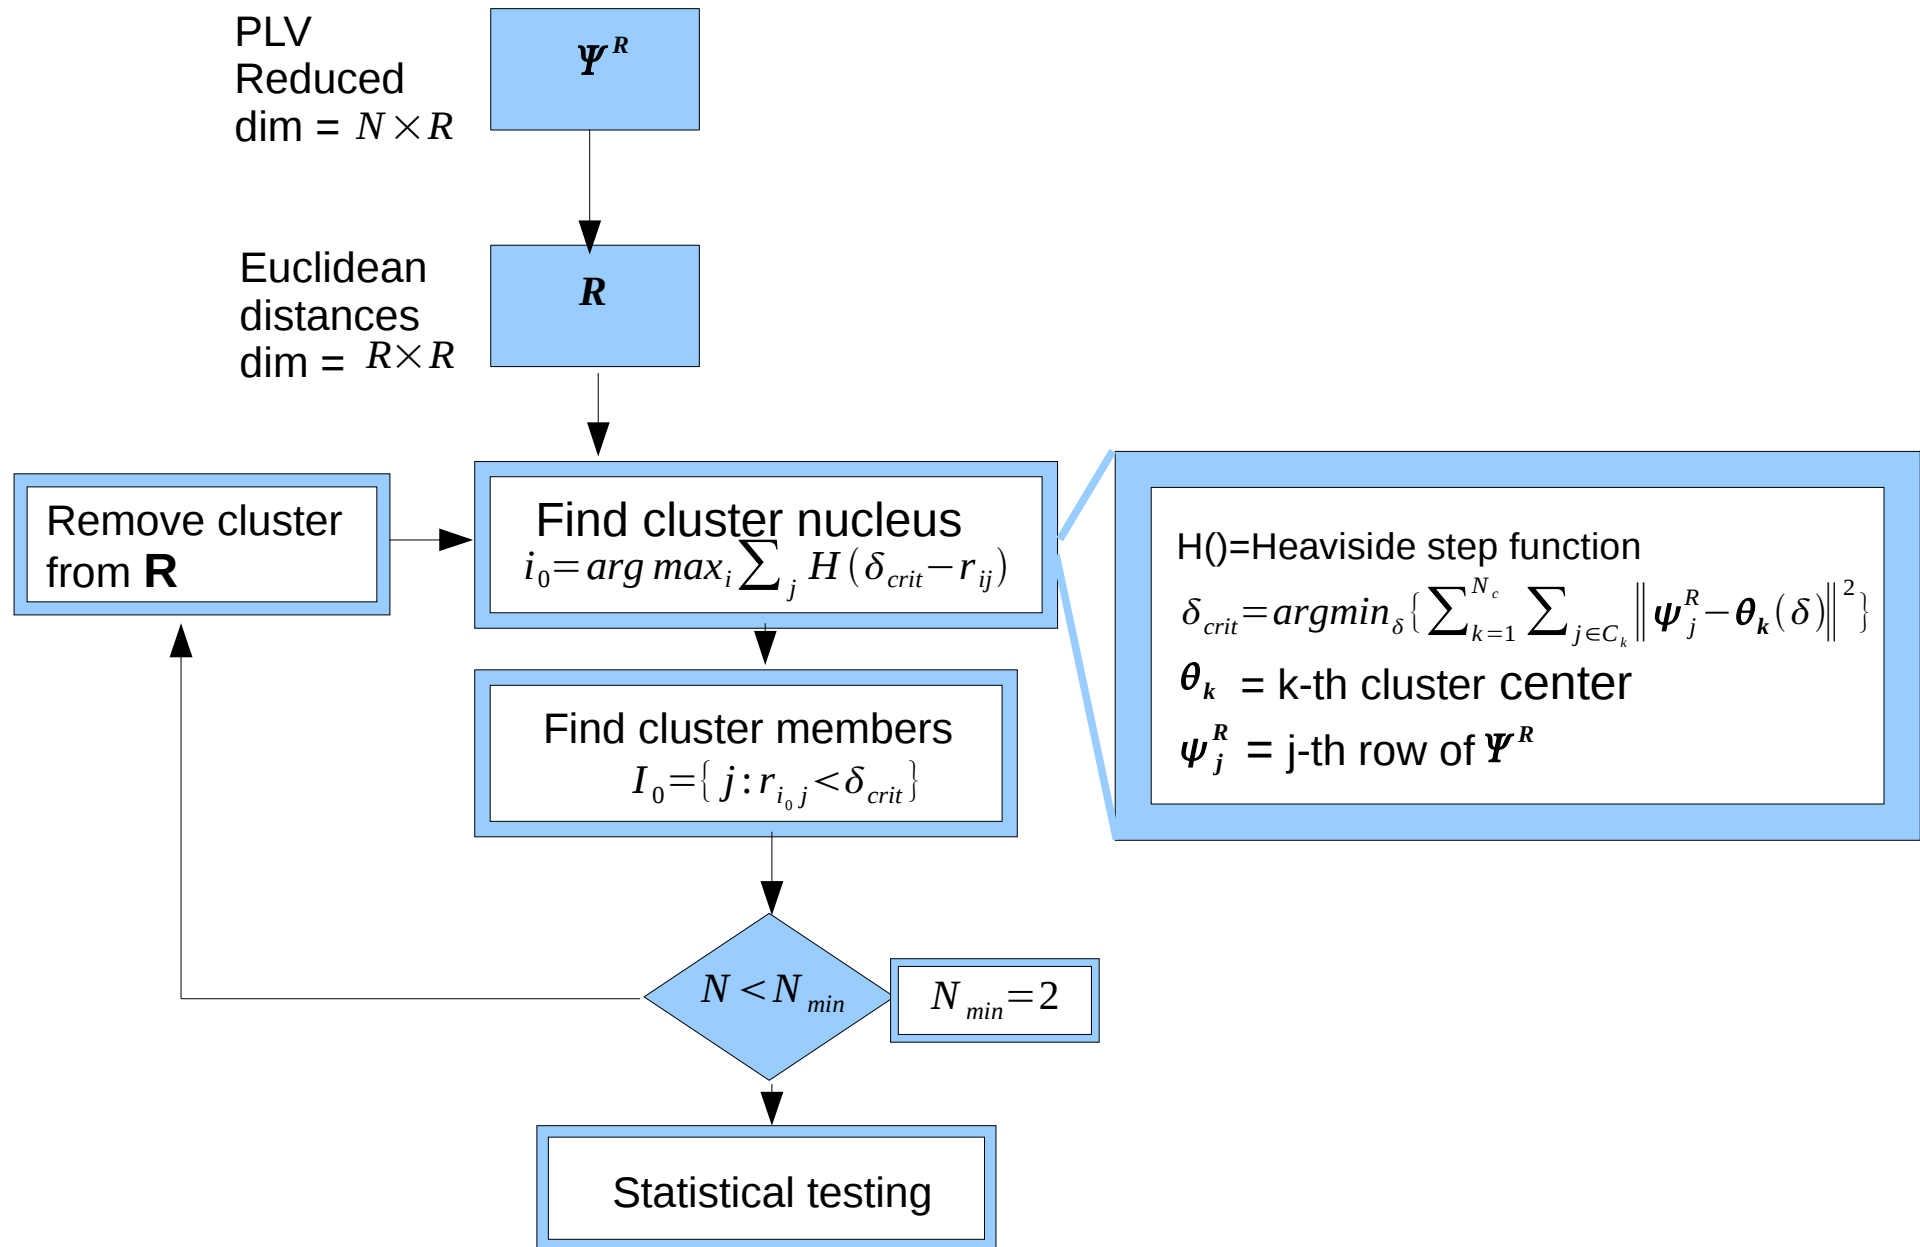 PLV
Reduced
dim = N×R
Ψ^R
Euclidean
distances
dim = R×R
R
Remove cluster
from R
Find cluster nucleus
i_0=arg max_i ∑_j H(δ_crit−r_ij)
H()=Heaviside step function
δ_crit=argmin_δ{∑_{k=1}^{N_c} ∑_{j∈C_k} ‖ψ_j^R−θ_k(δ)‖^2}
θ_k = k-th cluster center
ψ_j^R = j-th row of Ψ^R
Find cluster members
I_0={j:r_{i_0 j}<δ_crit}
N<N_min
N_min=2
Statistical testing